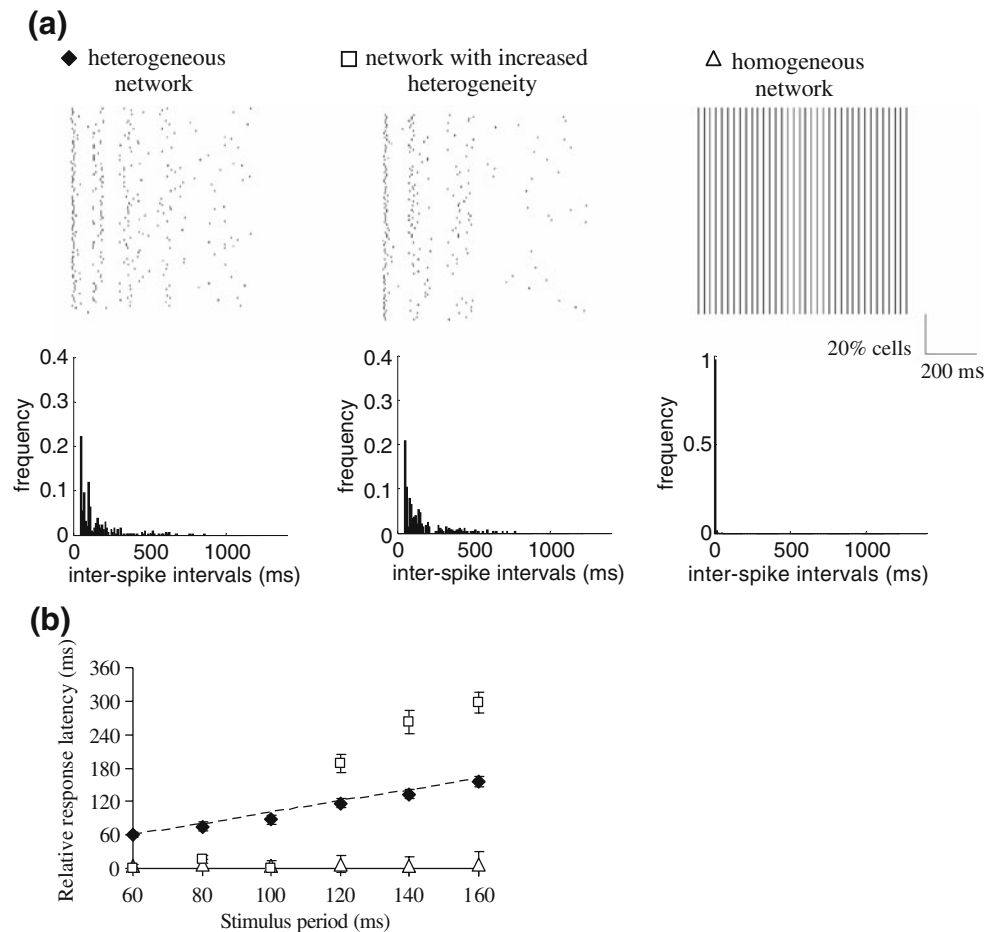 (a)
◆ heterogeneous
network
□ network with increased
heterogeneity
△ homogeneous
network
20% cells
200 ms
frequency
0.4
0.3
0.2
0.1
0
0 500 1000
inter-spike intervals (ms)
frequency
0.4
0.3
0.2
0.1
0
0 500 1000
inter-spike intervals (ms)
frequency
1
0.5
0
0 500 1000
inter-spike intervals (ms)
(b)
Relative response latency (ms)
360
300
240
180
120
60
0
60 80 100 120 140 160
Stimulus period (ms)